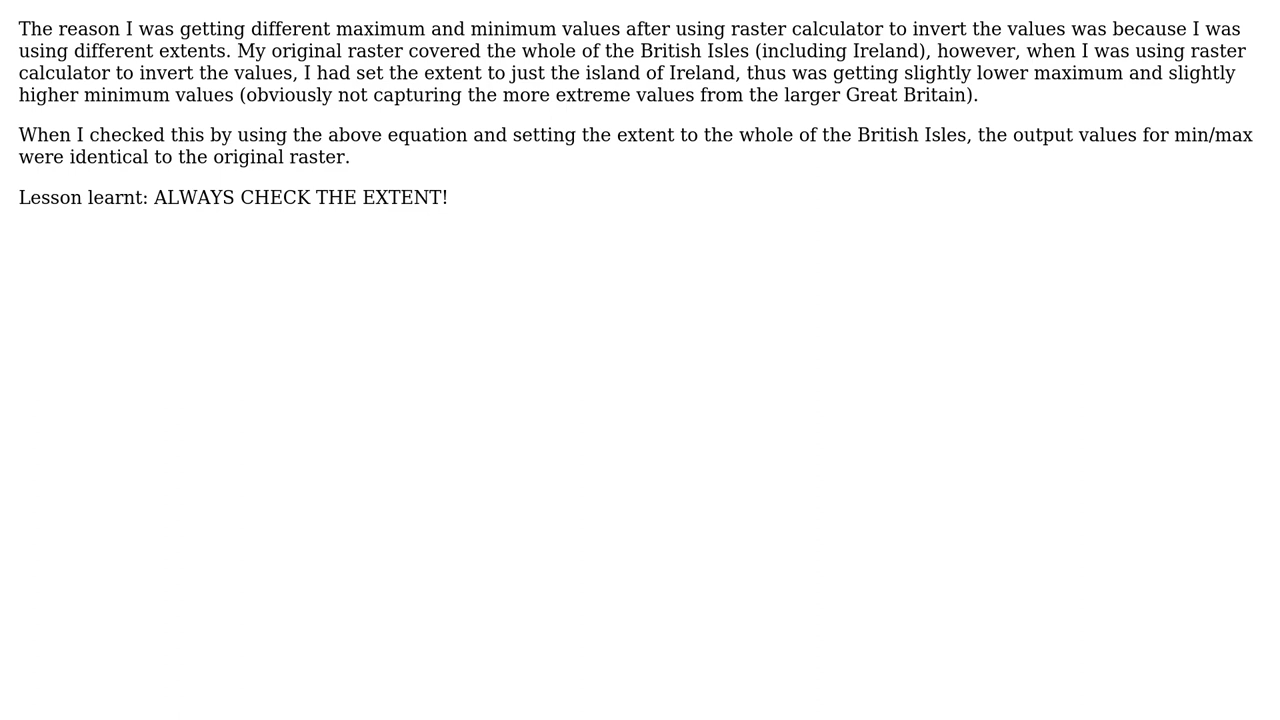 The reason I was getting different maximum and minimum values after using raster calculator to invert the values was because I was
using different extents. My original raster covered the whole of the British Isles (including Ireland), however, when I was using raster
calculator to invert the values, I had set the extent to just the island of Ireland, thus was getting slightly lower maximum and slightly
higher minimum values (obviously not capturing the more extreme values from the larger Great Britain).
When I checked this by using the above equation and setting the extent to the whole of the British Isles, the output values for min/max
were identical to the original raster.
Lesson learnt: ALWAYS CHECK THE EXTENT!